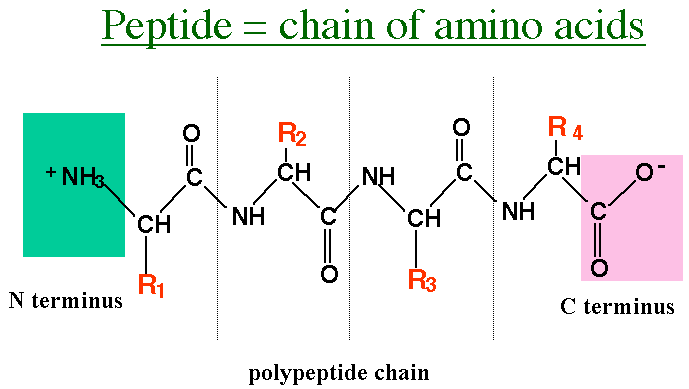 Peptide = chain of amino acids
O R2 O R4
+NH3 C CH NH C CH O-
CH NH C CH NH C
R1 O R3 O
N terminus C terminus
polypeptide chain